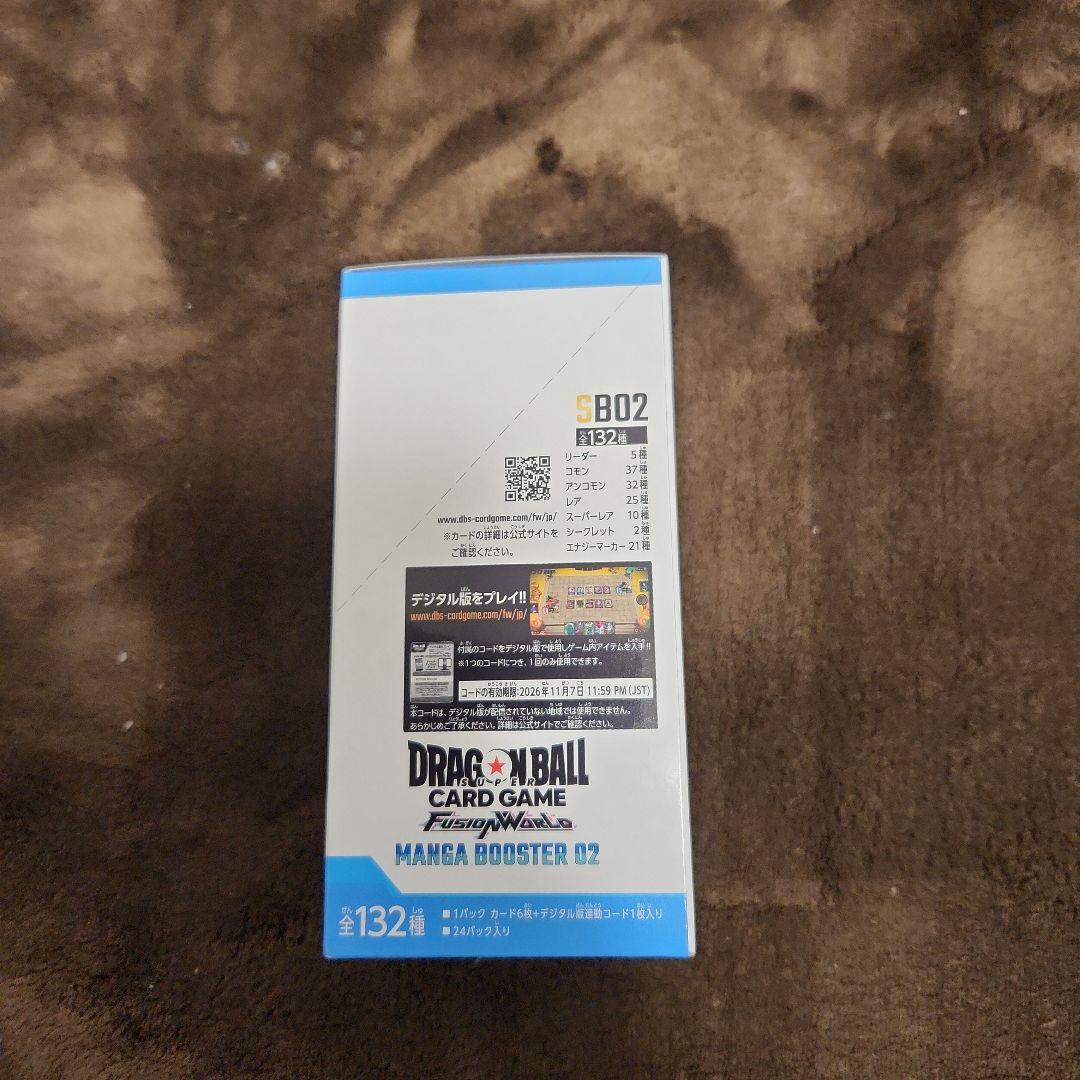 SB02
全132種
リーダー 5種
コモン 37種
アンコモン 32種
レア 25種
スーパーレア 10種
シークレット 2種
エナジーマーカー 21種
www.dbs-cardgame.com/fw/jp/
※カードの詳細は公式サイトを
ご確認ください。
デジタル版をプレイ!!
www.dbs-cardgame.com/fw/jp/
付属のコードをデジタル版で使用しゲーム内アイテムを入手!!
※1つのコードにつき、1回のみ使用できます。
コードの有効期限:2026年11月7日 11:59 PM (JST)
本コードは、デジタル版が配信されていない地域では使用できません。
あらかじめご了承ください。詳細は公式サイトでご確認ください。
DRAGON BALL
SUPER
CARD GAME
FUSION WORLD
MANGA BOOSTER 02
全132種
■1パック カード6枚+デジタル版連動コード1枚入り
■24パック入り